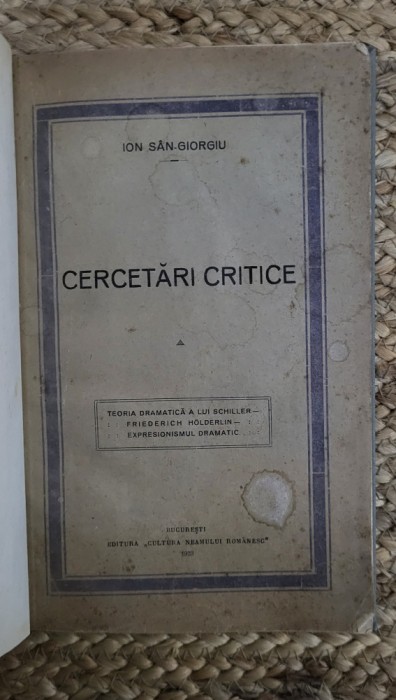 ION SÂN-GIORGIU
CERCETĂRI CRITICE
TEORIA DRAMATICĂ A LUI SCHILLER —
FRIEDERICH HÖLDERLIN —
EXPRESIONISMUL DRAMATIC
BUCUREȘTI
EDITURA „CULTURA NEAMULUI ROMÂNESC"